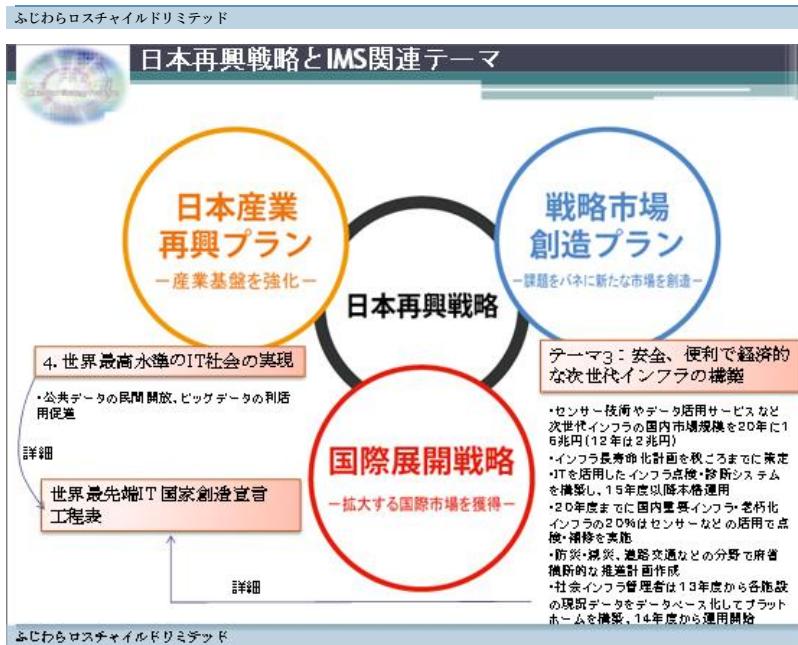 ふじわらロスチャイルドリミテッド
日本再興戦略とIMS関連テーマ
日本産業
再興プラン
－産業基盤を強化－
戦略市場
創造プラン
－課題をバネに新たな市場を創造－
日本再興戦略
4. 世界最高水準のIT社会の実現
・公共データの民間開放、ビッグデータの利活
用促進
詳細
世界最先端IT国家創造宣言
工程表
国際展開戦略
－拡大する国際市場を獲得－
詳細
テーマ3：安全、便利で経済的
な次世代インフラの構築
・センサー技術やデータ活用サービスなど
次世代インフラの国内市場規模を20年に1
6兆円(12年は2兆円)
・インフラ長寿命化計画を秋ごろまでに策定
・ITを活用したインフラ点検・診断システム
を構築し、15年度以降本格運用
・20年度までに国内重要インフラ・老朽化
インフラの20%はセンサーなどの活用で点
検・補修を実施
・防災・減災、道路交通などの分野で府省
横断的な推進計画作成
・社会インフラ管理者は13年度から各施設
の現況データをデータベース化してプラット
ホームを構築、14年度から運用開始
ふじわらロスチャイルドリミテッド